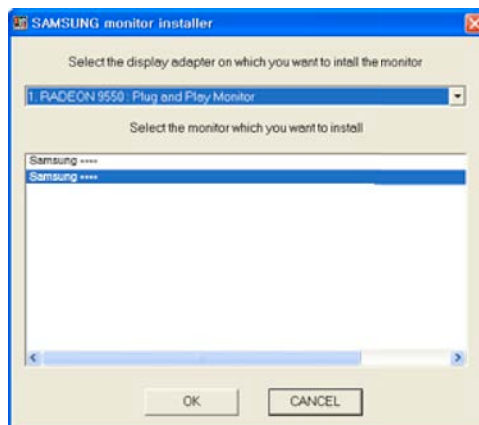 SAMSUNG monitor installer
Select the display adapter on which you want to intall the monitor
1. RADEON 9550 : Plug and Play Monitor
Select the monitor which you want to install
Samsung ****
Samsung ****
OK
CANCEL